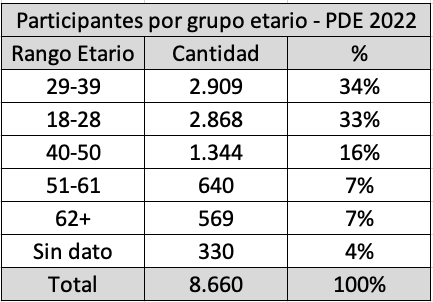 Participantes por grupo etario - PDE 2022
Rango Etario Cantidad %
29-39 2.909 34%
18-28 2.868 33%
40-50 1.344 16%
51-61 640 7%
62+ 569 7%
Sin dato 330 4%
Total 8.660 100%